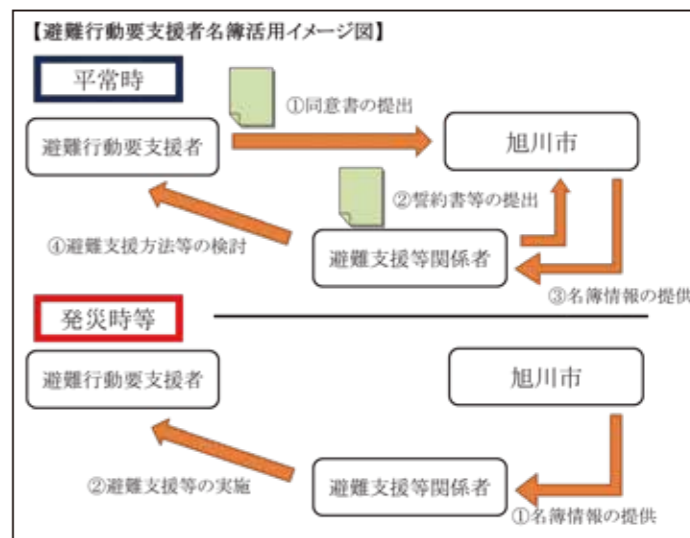 【避難行動要支援者名簿活用イメージ図】
平常時
①同意書の提出
避難行動要支援者
旭川市
②誓約書等の提出
④避難支援方法等の検討
避難支援等関係者
③名簿情報の提供
発災時等
避難行動要支援者
旭川市
②避難支援等の実施
避難支援等関係者
①名簿情報の提供